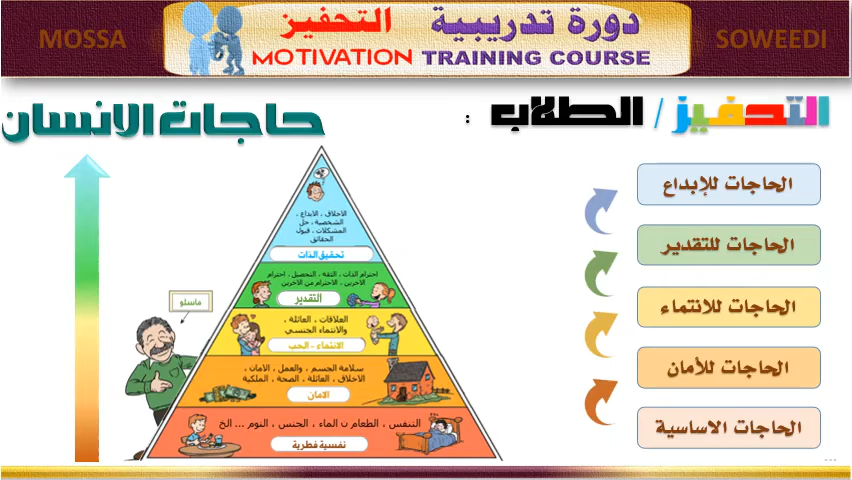 MOSSA
دورة تدريبية التحفيز
MOTIVATION TRAINING COURSE
SOWEEDI
التحفيز / الطلاب :
حاجات الانسان
الحاجات للإبداع
الحاجات للتقدير
الحاجات للانتماء
الحاجات للأمان
الحاجات الاساسية
ماسلو
الاخلاق ، الابداع ،
الشخصية ، حل
المشكلات ، قبول
الحقائق
تحقيق الذات
احترام الذات ، الثقة ، التحصيل ، احترام
الآخرين ، الاحترام من الآخرين
التقدير
العلاقات ، العائلة ،
والانتماء الجنسي
الانتماء - الحب
سلامة الجسم ، والعمل ، الامان ،
الاخلاق ، العائلة ، الصحة ، الملكية
الامان
التنفس ، الطعام ن الماء ، الجنس ، النوم ... الخ
نفسية فطرية